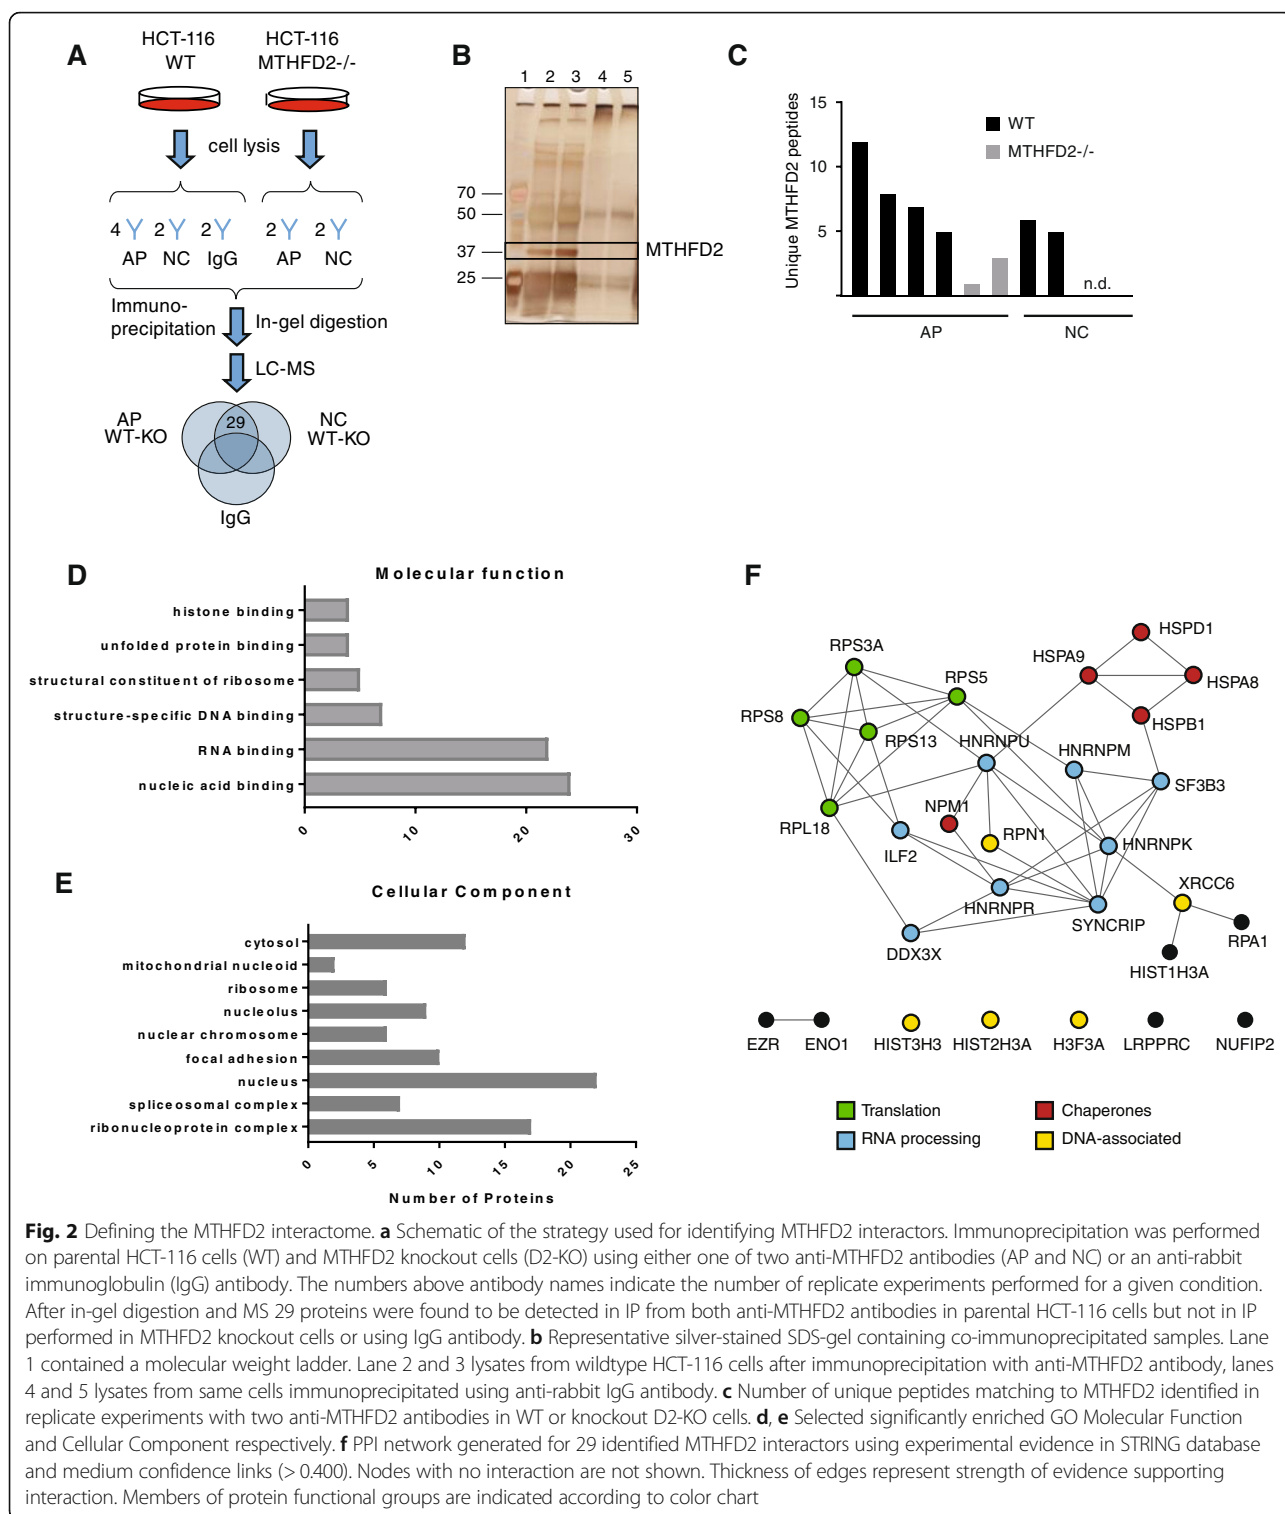 A
HCT-116
WT
HCT-116
MTHFD2-/-
cell lysis
4 2 2 2 2
AP NC IgG AP NC
Immuno-
precipitation
In-gel digestion
LC-MS
AP
WT-KO
29
NC
WT-KO
IgG
B
1 2 3 4 5
70
50
37
25
MTHFD2
C
Unique MTHFD2 peptides
15
10
5
WT
MTHFD2-/-
n.d.
AP NC
D
Molecular function
histone binding
unfolded protein binding
structural constituent of ribosome
structure-specific DNA binding
RNA binding
nucleic acid binding
0 10 20 30
E
Cellular Component
cytosol
mitochondrial nucleoid
ribosome
nucleolus
nuclear chromosome
focal adhesion
nucleus
spliceosomal complex
ribonucleoprotein complex
0 5 10 15 20 25
Number of Proteins
F
HSPD1
RPS3A
HSPA9
RPS5
HSPA8
RPS8
HSPB1
RPS13
HNRNPU
HNRNPM
SF3B3
NPM1
RPL18
RPN1
HNRNPK
ILF2
XRCC6
HNRNPR
SYNCRIP
RPA1
DDX3X
HIST1H3A
EZR ENO1 HIST3H3 HIST2H3A H3F3A LRPPRC NUFIP2
Translation
Chaperones
RNA processing
DNA-associated
Fig. 2 Defining the MTHFD2 interactome. a Schematic of the strategy used for identifying MTHFD2 interactors. Immunoprecipitation was performed
on parental HCT-116 cells (WT) and MTHFD2 knockout cells (D2-KO) using either one of two anti-MTHFD2 antibodies (AP and NC) or an anti-rabbit
immunoglobulin (IgG) antibody. The numbers above antibody names indicate the number of replicate experiments performed for a given condition.
After in-gel digestion and MS 29 proteins were found to be detected in IP from both anti-MTHFD2 antibodies in parental HCT-116 cells but not in IP
performed in MTHFD2 knockout cells or using IgG antibody. b Representative silver-stained SDS-gel containing co-immunoprecipitated samples. Lane
1 contained a molecular weight ladder. Lane 2 and 3 lysates from wildtype HCT-116 cells after immunoprecipitation with anti-MTHFD2 antibody, lanes
4 and 5 lysates from same cells immunoprecipitated using anti-rabbit IgG antibody. c Number of unique peptides matching to MTHFD2 identified in
replicate experiments with two anti-MTHFD2 antibodies in WT or knockout D2-KO cells. d, e Selected significantly enriched GO Molecular Function
and Cellular Component respectively. f PPI network generated for 29 identified MTHFD2 interactors using experimental evidence in STRING database
and medium confidence links (> 0.400). Nodes with no interaction are not shown. Thickness of edges represent strength of evidence supporting
interaction. Members of protein functional groups are indicated according to color chart